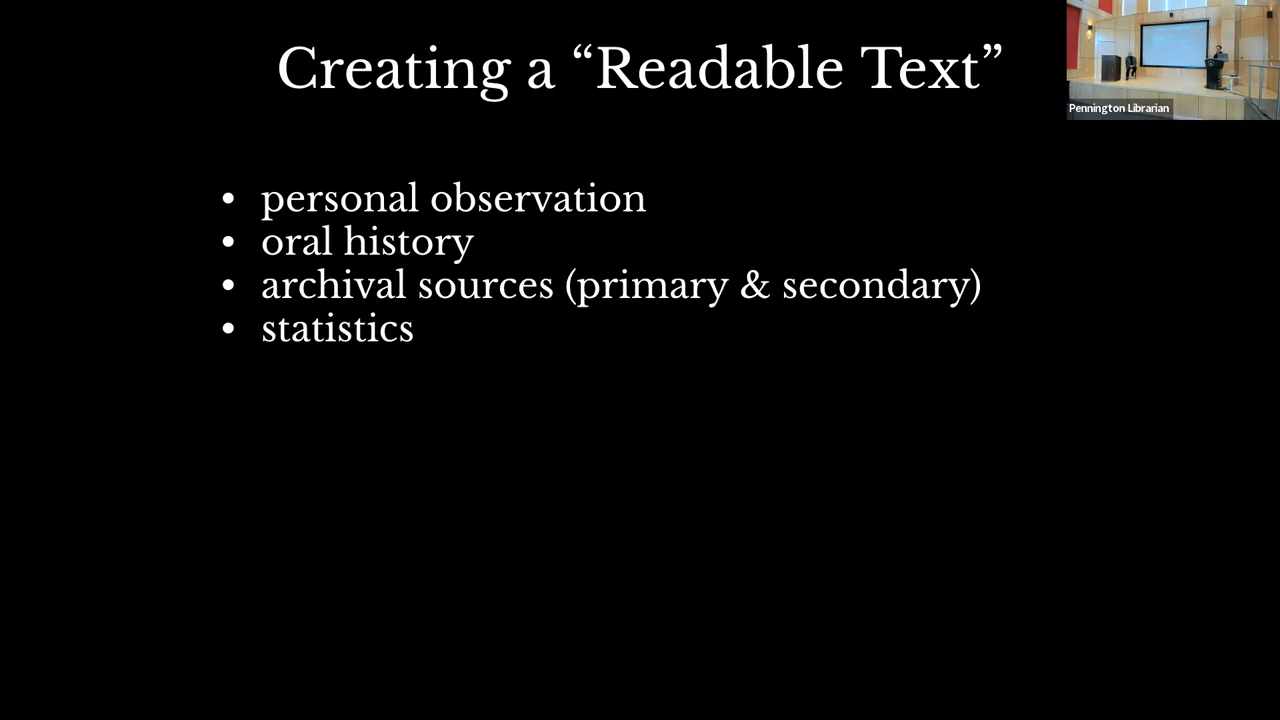 Creating a “Readable Text”
Pennington Librarian
• personal observation
• oral history
• archival sources (primary & secondary)
• statistics